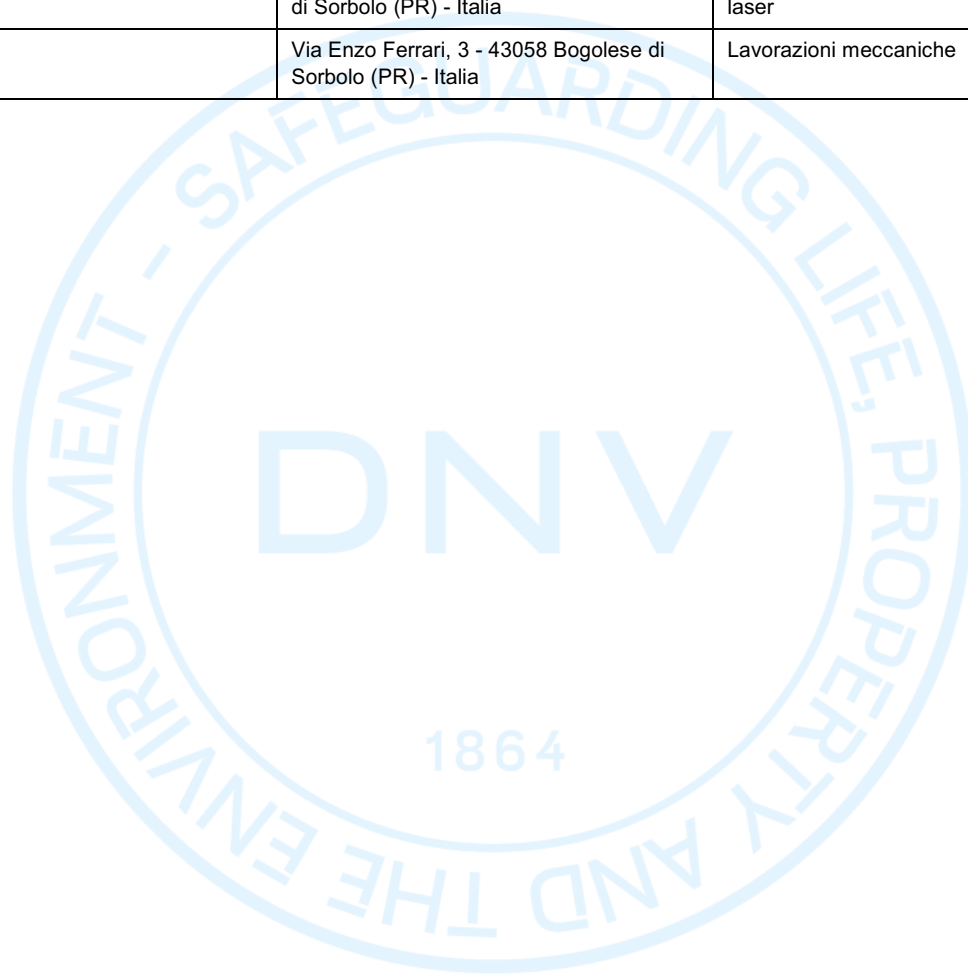 di Sorbolo (PR) - Italia
laser
Via Enzo Ferrari, 3 - 43058 Bogolese di
Sorbolo (PR) - Italia
Lavorazioni meccaniche
SAFEGUARDING LIFE, PROPERTY AND THE ENVIRONMENT -
DNV
1864